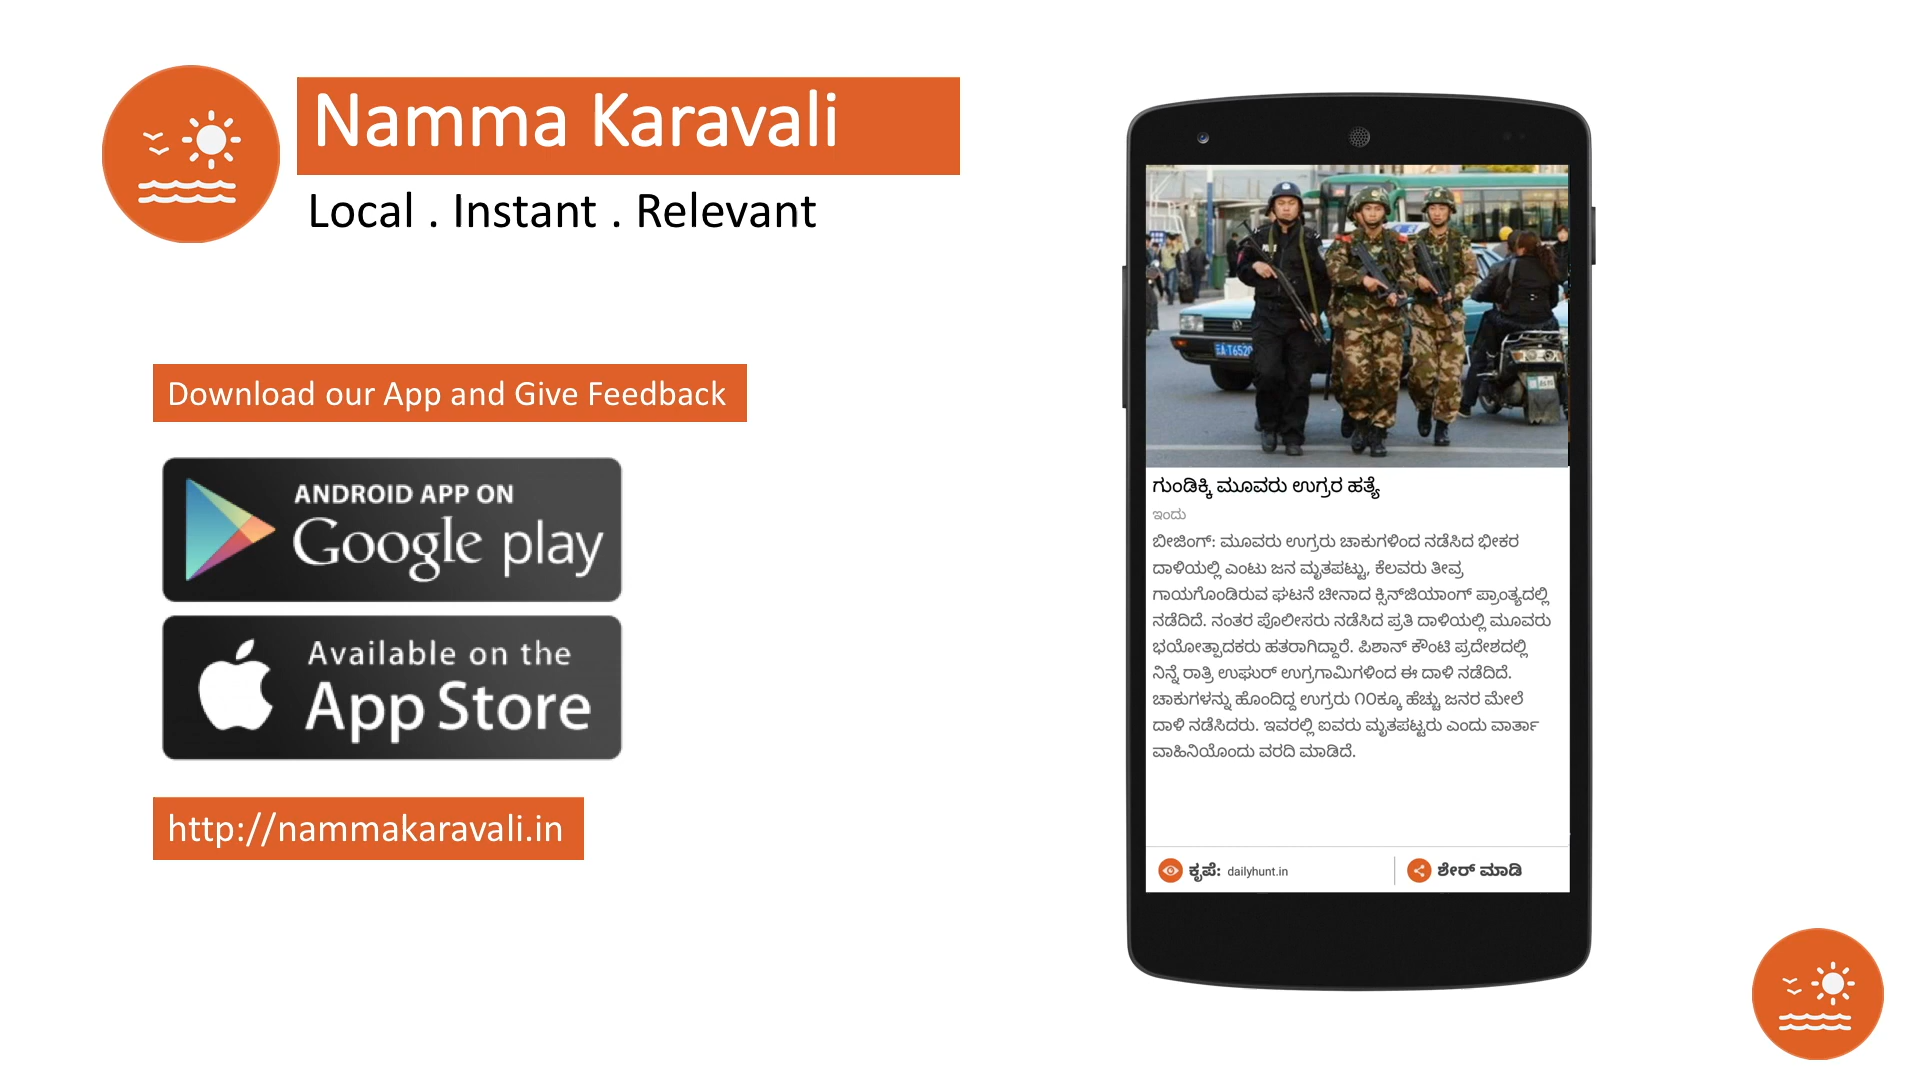 Namma Karavali
Local . Instant . Relevant
Download our App and Give Feedback
ANDROID APP ON
Google play
Available on the
App Store
http://nammakaravali.in
POLICE
ಗುಂಡಿಕ್ಕಿ ಮೂವರು ಉಗ್ರರ ಹತ್ಯೆ
ಇಂದು
ಬೀಜಿಂಗ್: ಮೂವರು ಉಗ್ರರು ಚಾಕುಗಳಿಂದ ನಡೆಸಿದ ಭೀಕರ
ದಾಳಿಯಲ್ಲಿ ಎಂಟು ಜನ ಮೃತಪಟ್ಟು, ಕೆಲವರು ತೀವ್ರ
ಗಾಯಗೊಂಡಿರುವ ಘಟನೆ ಚೀನಾದ ಕ್ಸಿನ್‌ಜಿಯಾಂಗ್ ಪ್ರಾಂತ್ಯದಲ್ಲಿ
ನಡೆದಿದೆ. ನಂತರ ಪೊಲೀಸರು ನಡೆಸಿದ ಪ್ರತಿ ದಾಳಿಯಲ್ಲಿ ಮೂವರು
ಭಯೋತ್ಪಾದಕರು ಹತರಾಗಿದ್ದಾರೆ. ಪಿಶಾನ್ ಕೌಂಟಿ ಪ್ರದೇಶದಲ್ಲಿ
ನಿನ್ನೆ ರಾತ್ರಿ ಉಘುರ್ ಉಗ್ರಗಾಮಿಗಳಿಂದ ಈ ದಾಳಿ ನಡೆದಿದೆ.
ಚಾಕುಗಳನ್ನು ಹೊಂದಿದ್ದ ಉಗ್ರರು ೧೦ಕ್ಕೂ ಹೆಚ್ಚು ಜನರ ಮೇಲೆ
ದಾಳಿ ನಡೆಸಿದರು. ಇವರಲ್ಲಿ ಐವರು ಮೃತಪಟ್ಟರು ಎಂದು ವಾರ್ತಾ
ವಾಹಿನಿಯೊಂದು ವರದಿ ಮಾಡಿದೆ.
ಕೃಪೆ: dailyhunt.in
ಶೇರ್ ಮಾಡಿ